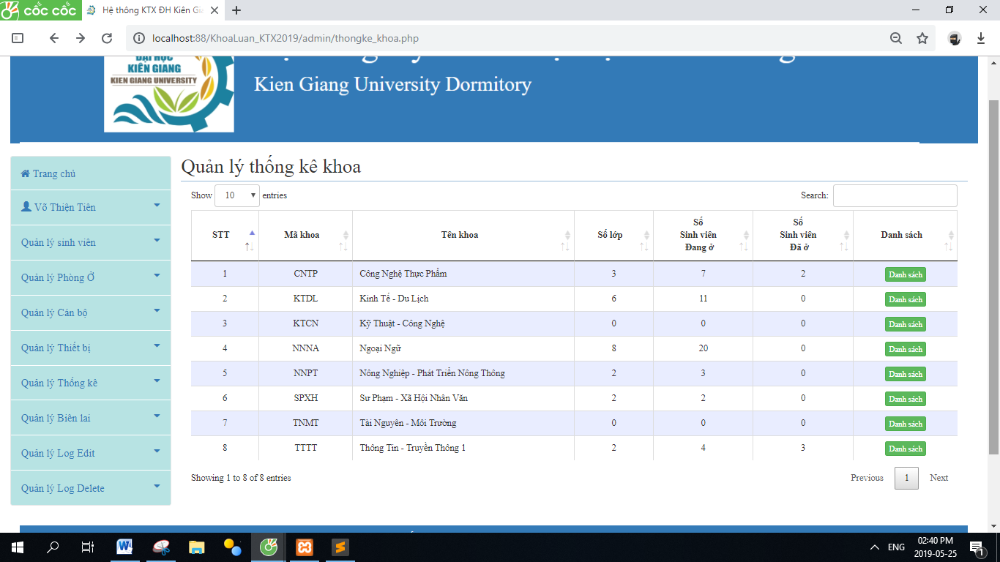 cốc cốc
Hệ thông KTX ĐH Kiên Gi
localhost:88/KhoaLuan_KTX2019/admin/thongke_khoa.php
ĐẠI HỌC
KIÊN GIANG
KIEN GIANG UNIVERSITY
Kien Giang University Dormitory
Trang chủ
Võ Thiện Tiên
Quản lý sinh viên
Quản lý Phòng Ở
Quản lý Cán bộ
Quản lý Thiết bị
Quản lý Thống kê
Quản lý Biên lai
Quản lý Log Edit
Quản lý Log Delete
Quản lý thống kê khoa
Show 10 entries
Search:
STT Mã khoa Tên khoa Số lớp Số Sinh viên Đang ở Số Sinh viên Đã ở Danh sách
1 CNTP Công Nghệ Thực Phẩm 3 7 2 Danh sách
2 KTDL Kinh Tế - Du Lịch 6 11 0 Danh sách
3 KTCN Kỹ Thuật - Công Nghệ 0 0 0 Danh sách
4 NNNA Ngoại Ngữ 8 20 0 Danh sách
5 NNPT Nông Nghiệp - Phát Triển Nông Thông 2 3 0 Danh sách
6 SPXH Sư Phạm - Xã Hội Nhân Văn 2 2 0 Danh sách
7 TNMT Tài Nguyên - Môi Trường 0 0 0 Danh sách
8 TTTT Thông Tin - Truyền Thông 1 2 4 3 Danh sách
Showing 1 to 8 of 8 entries
Previous 1 Next
ENG
02:40 PM
2019-05-25
1